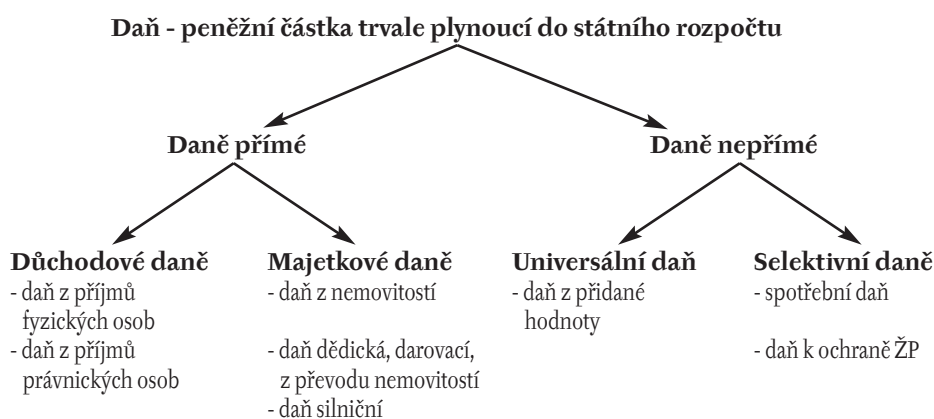 Daň - peněžní částka trvale plynoucí do státního rozpočtu
Daně přímé
Daně nepřímé
Důchodové daně
- daň z příjmů
fyzických osob
- daň z příjmů
právnických osob
Majetkové daně
- daň z nemovitostí
- daň dědická, darovací,
z převodu nemovitostí
- daň silniční
Universální daň
- daň z přidané
hodnoty
Selektivní daně
- spotřební daň
- daň k ochraně ŽP